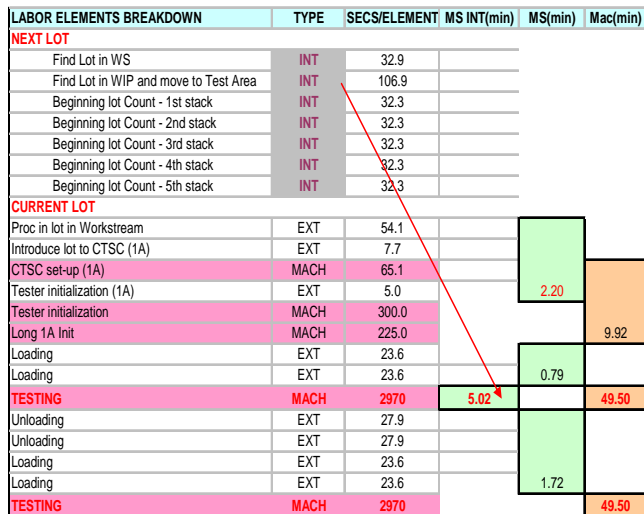 LABOR ELEMENTS BREAKDOWN TYPE SECS/ELEMENT MS INT(min) MS(min) Mac(min)
NEXT LOT
Find Lot in WS INT 32.9
Find Lot in WIP and move to Test Area INT 106.9
Beginning lot Count - 1st stack INT 32.3
Beginning lot Count - 2nd stack INT 32.3
Beginning lot Count - 3rd stack INT 32.3
Beginning lot Count - 4th stack INT 32.3
Beginning lot Count - 5th stack INT 32.3
CURRENT LOT
Proc in lot in Workstream EXT 54.1
Introduce lot to CTSC (1A) EXT 7.7
CTSC set-up (1A) MACH 65.1
Tester initialization (1A) EXT 5.0 2.20
Tester initialization MACH 300.0
Long 1A Init MACH 225.0 9.92
Loading EXT 23.6
Loading EXT 23.6 0.79
TESTING MACH 2970 5.02 49.50
Unloading EXT 27.9
Unloading EXT 27.9
Loading EXT 23.6
Loading EXT 23.6 1.72
TESTING MACH 2970 49.50